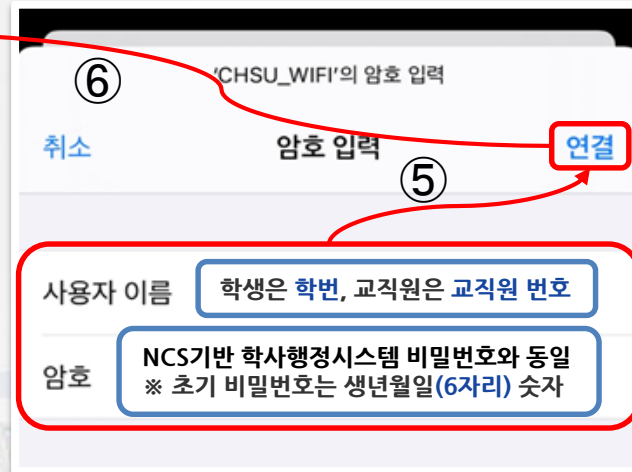 ⑥
'CHSU_WIFI'의 암호 입력
취소 암호 입력 연결
⑤
사용자 이름 학생은 학번, 교직원은 교직원 번호
암호 NCS기반 학사행정시스템 비밀번호와 동일
※ 초기 비밀번호는 생년월일(6자리) 숫자